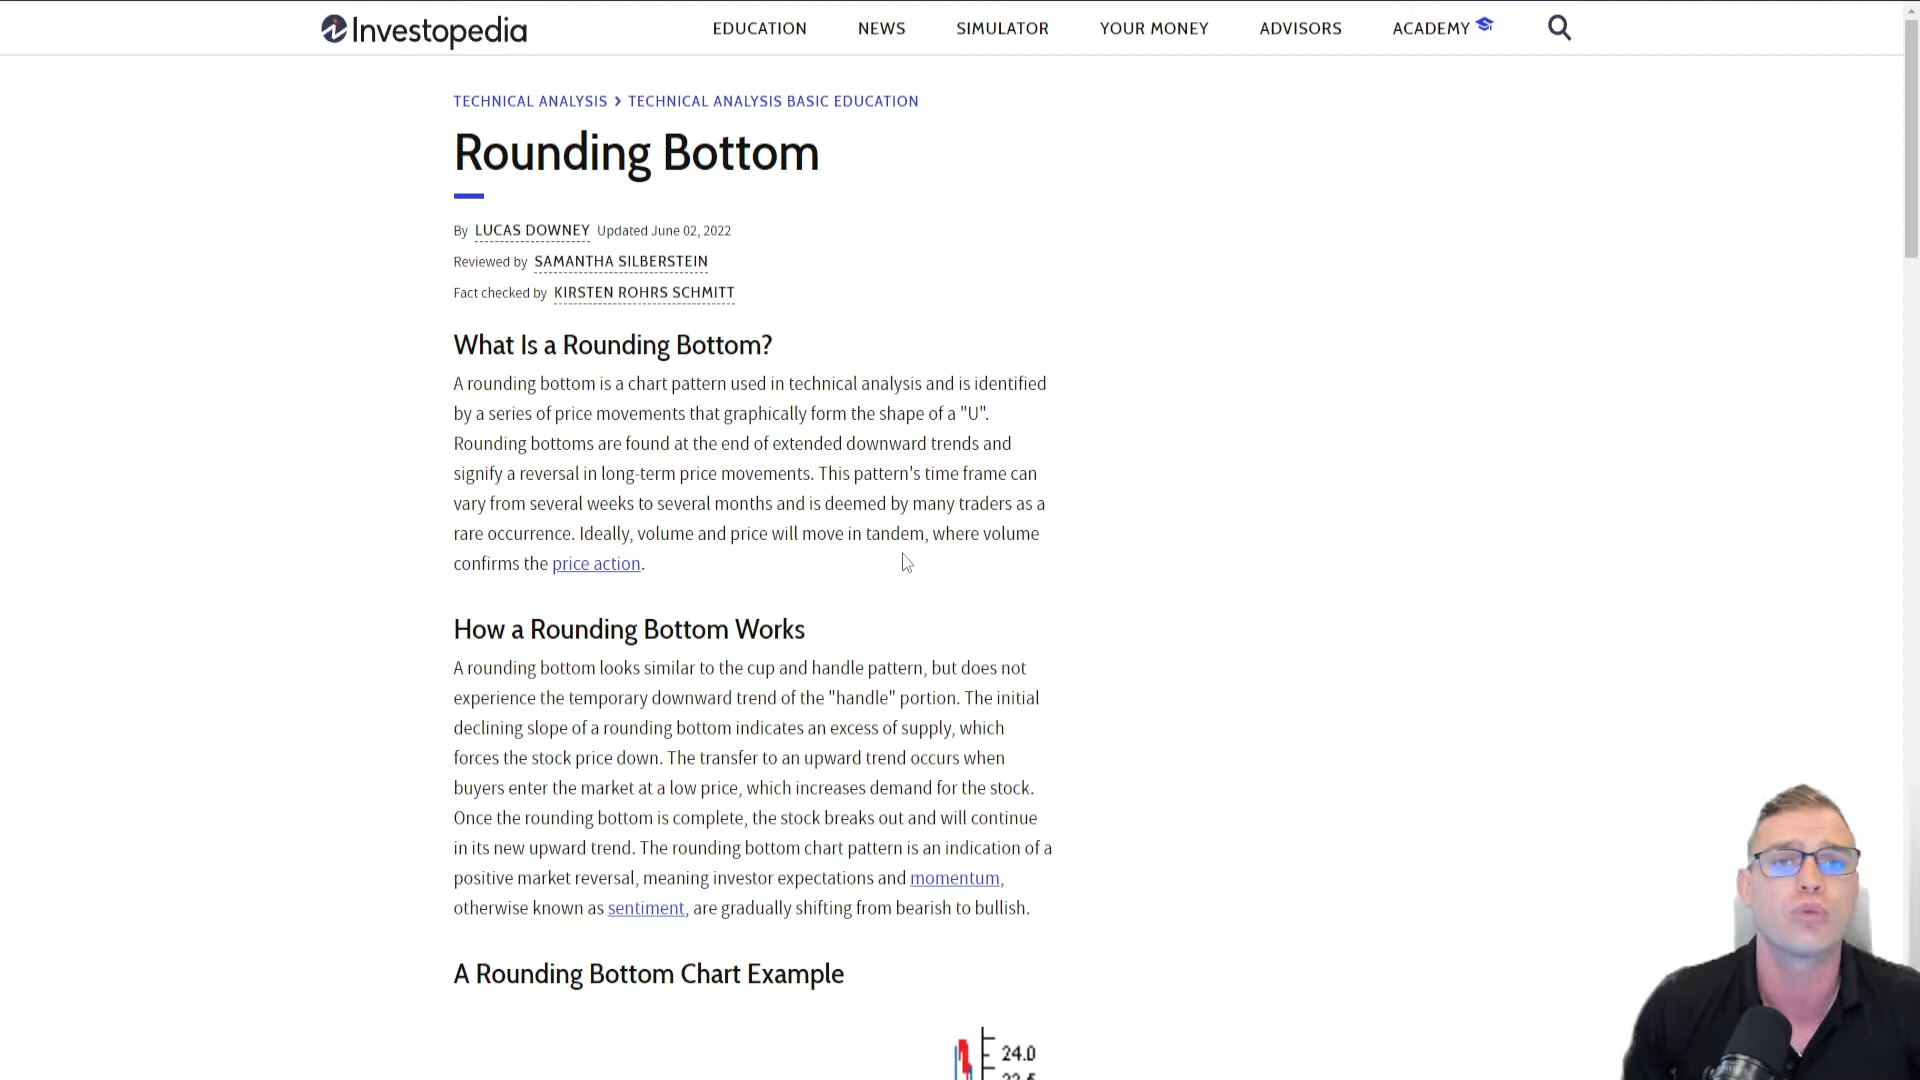 Investopedia
EDUCATION NEWS SIMULATOR YOUR MONEY ADVISORS ACADEMY
TECHNICAL ANALYSIS > TECHNICAL ANALYSIS BASIC EDUCATION
Rounding Bottom
By LUCAS DOWNEY Updated June 02, 2022
Reviewed by SAMANTHA SILBERSTEIN
Fact checked by KIRSTEN ROHRS SCHMITT
What Is a Rounding Bottom?
A rounding bottom is a chart pattern used in technical analysis and is identified
by a series of price movements that graphically form the shape of a "U".
Rounding bottoms are found at the end of extended downward trends and
signify a reversal in long-term price movements. This pattern's time frame can
vary from several weeks to several months and is deemed by many traders as a
rare occurrence. Ideally, volume and price will move in tandem, where volume
confirms the price action.
How a Rounding Bottom Works
A rounding bottom looks similar to the cup and handle pattern, but does not
experience the temporary downward trend of the "handle" portion. The initial
declining slope of a rounding bottom indicates an excess of supply, which
forces the stock price down. The transfer to an upward trend occurs when
buyers enter the market at a low price, which increases demand for the stock.
Once the rounding bottom is complete, the stock breaks out and will continue
in its new upward trend. The rounding bottom chart pattern is an indication of a
positive market reversal, meaning investor expectations and momentum,
otherwise known as sentiment, are gradually shifting from bearish to bullish.
A Rounding Bottom Chart Example
24.0